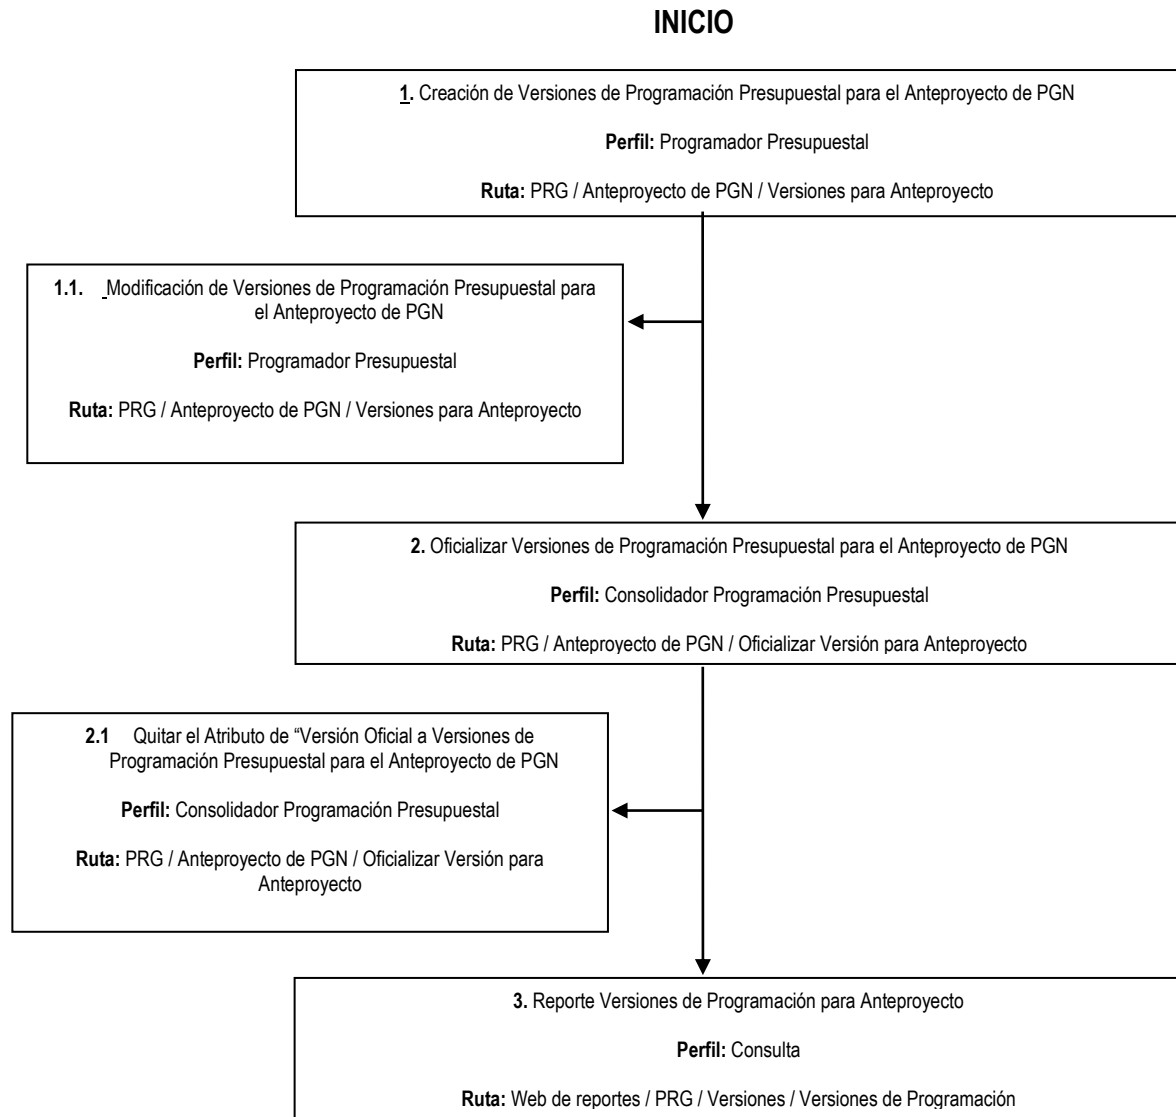 INICIO
1. Creación de Versiones de Programación Presupuestal para el Anteproyecto de PGN
Perfil: Programador Presupuestal
Ruta: PRG / Anteproyecto de PGN / Versiones para Anteproyecto
1.1. Modificación de Versiones de Programación Presupuestal para
el Anteproyecto de PGN
Perfil: Programador Presupuestal
Ruta: PRG / Anteproyecto de PGN / Versiones para Anteproyecto
2. Oficializar Versiones de Programación Presupuestal para el Anteproyecto de PGN
Perfil: Consolidador Programación Presupuestal
Ruta: PRG / Anteproyecto de PGN / Oficializar Versión para Anteproyecto
2.1 Quitar el Atributo de “Versión Oficial a Versiones de
Programación Presupuestal para el Anteproyecto de PGN
Perfil: Consolidador Programación Presupuestal
Ruta: PRG / Anteproyecto de PGN / Oficializar Versión para
Anteproyecto
3. Reporte Versiones de Programación para Anteproyecto
Perfil: Consulta
Ruta: Web de reportes / PRG / Versiones / Versiones de Programación